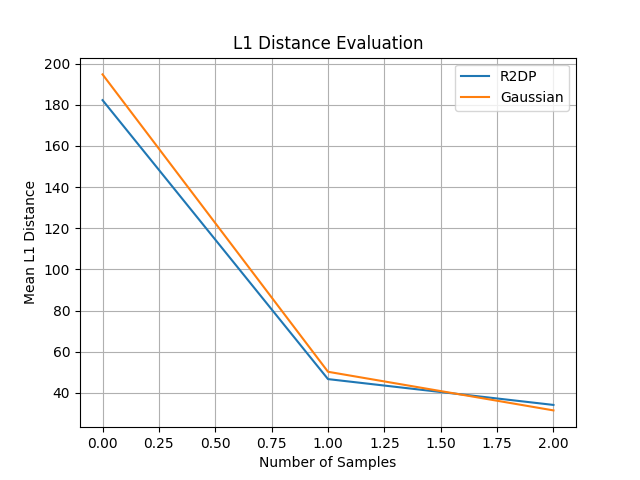 L1 Distance Evaluation
R2DP
Gaussian
Mean L1 Distance
200
180
160
140
120
100
80
60
40
0.00 0.25 0.50 0.75 1.00 1.25 1.50 1.75 2.00
Number of Samples